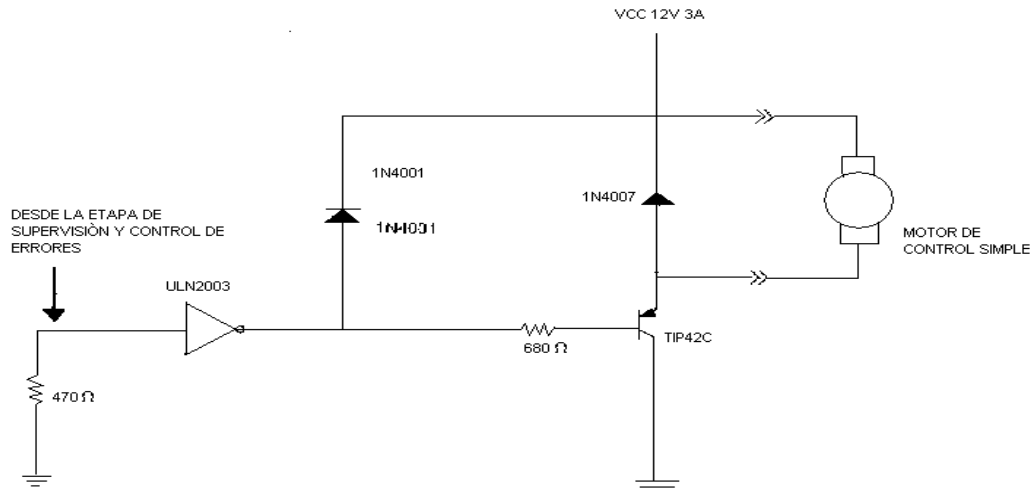 VCC 12V 3A
1N4001
1N4007
1N4001
DESDE LA ETAPA DE
SUPERVISIÒN Y CONTROL DE
ERRORES
MOTOR DE
CONTROL SIMPLE
ULN2003
TIP42C
680 Ω
470 Ω